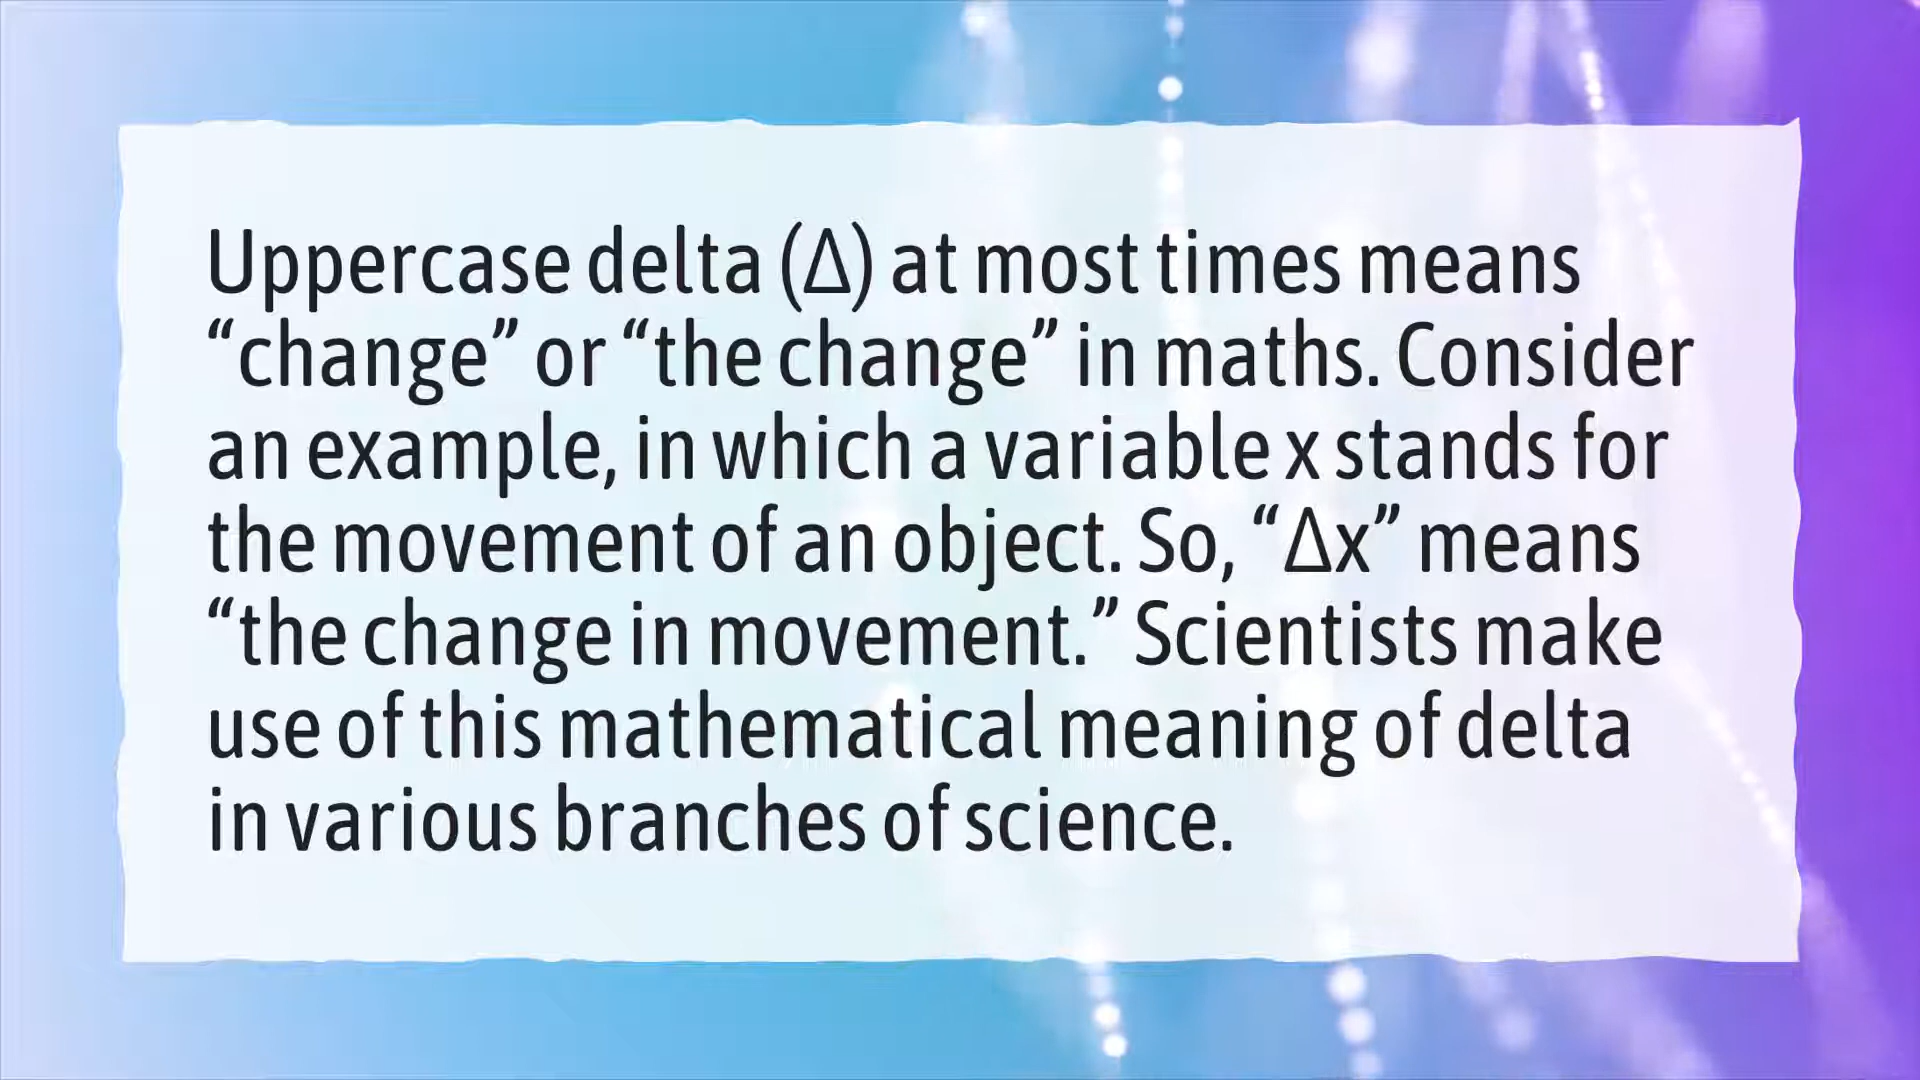 Uppercase delta (Δ) at most times means
“change” or “the change” in maths. Consider
an example, in which a variable x stands for
the movement of an object. So, “Δx” means
“the change in movement.” Scientists make
use of this mathematical meaning of delta
in various branches of science.